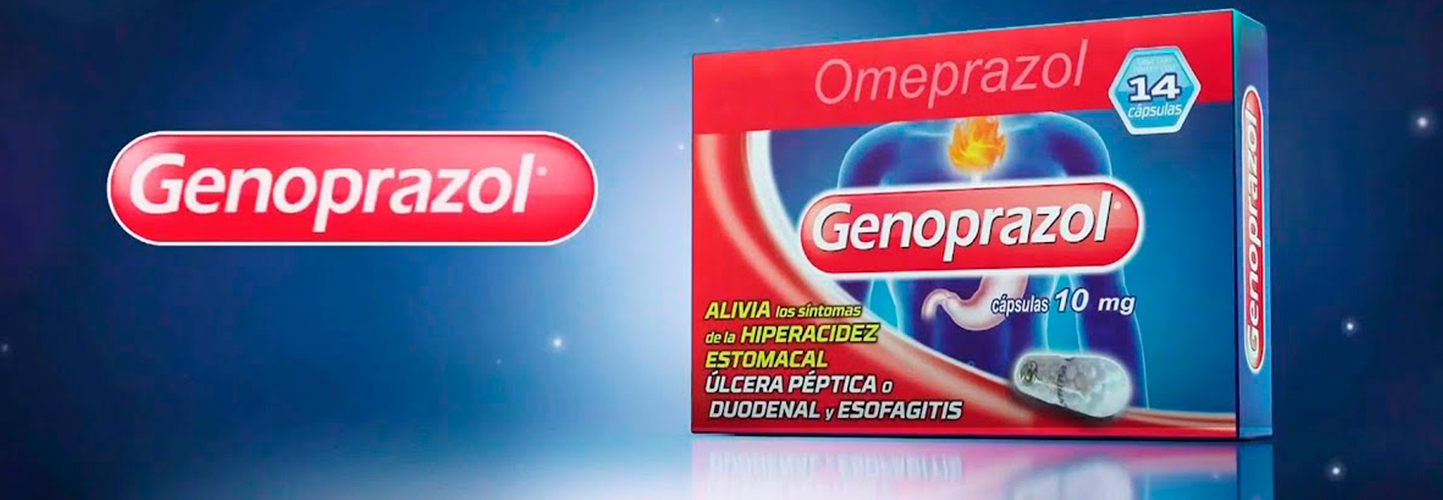 Genoprazol
Omeprazol
14
cápsulas
Genoprazol
cápsulas 10 mg
ALIVIA los síntomas
de la HIPERACIDEZ
ESTOMACAL
ÚLCERA PÉPTICA o
DUODENAL y ESOFAGITIS
Genoprazol